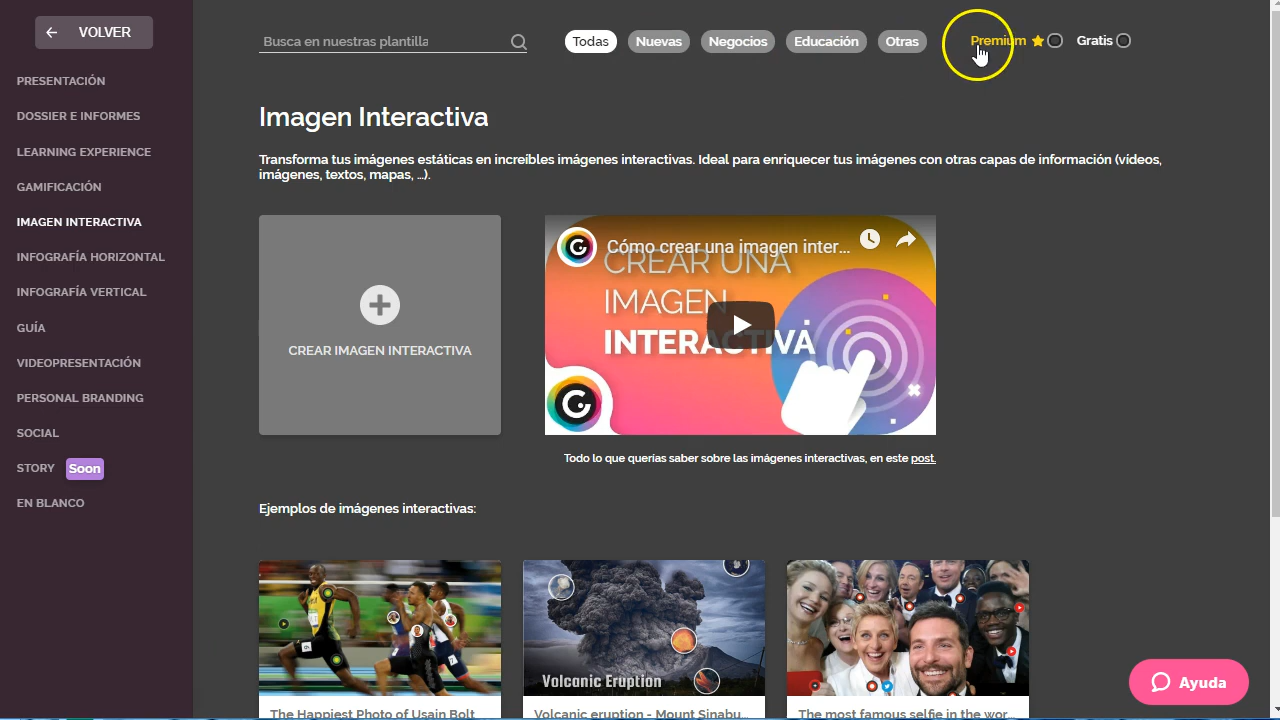 VOLVER
Busca en nuestras plantilla
Todas
Nuevas
Negocios
Educación
Otras
Premium
Gratis
PRESENTACIÓN
DOSSIER E INFORMES
LEARNING EXPERIENCE
GAMIFICACIÓN
IMAGEN INTERACTIVA
INFOGRAFÍA HORIZONTAL
INFOGRAFÍA VERTICAL
GUÍA
VIDEOPRESENTACIÓN
PERSONAL BRANDING
SOCIAL
STORY Soon
EN BLANCO
Imagen Interactiva
Transforma tus imágenes estáticas en increíbles imágenes interactivas. Ideal para enriquecer tus imágenes con otras capas de información (vídeos,
imágenes, textos, mapas, ...).
CREAR IMAGEN INTERACTIVA
Cómo crear una imagen inter...
CREAR UNA
IMAGEN
INTERACTIVA
Todo lo que querías saber sobre las imágenes interactivas, en este post.
Ejemplos de imágenes interactivas:
Volcanic Eruption
The Happiest Photo of Usain Bolt
Volcanic eruption - Mount Sinabu...
The most famous selfie in the wor...
Ayuda